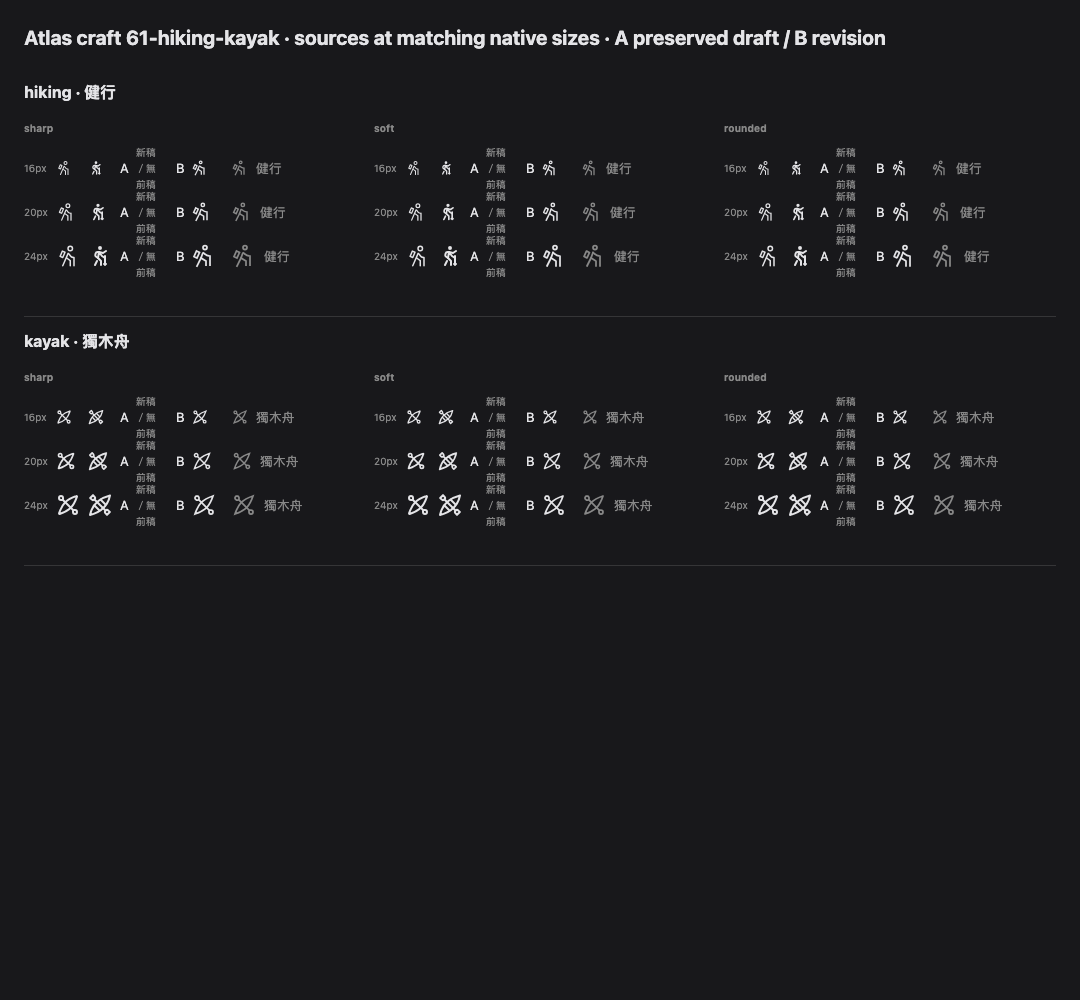 Atlas craft 61-hiking-kayak · sources at matching native sizes · A preserved draft / B revision
hiking · 健行
sharp
soft
rounded
16px A 新稿 / 無前稿 B 健行
16px A 新稿 / 無前稿 B 健行
16px A 新稿 / 無前稿 B 健行
20px A 新稿 / 無前稿 B 健行
20px A 新稿 / 無前稿 B 健行
20px A 新稿 / 無前稿 B 健行
24px A 新稿 / 無前稿 B 健行
24px A 新稿 / 無前稿 B 健行
24px A 新稿 / 無前稿 B 健行
kayak · 獨木舟
sharp
soft
rounded
16px A 新稿 / 無前稿 B 獨木舟
16px A 新稿 / 無前稿 B 獨木舟
16px A 新稿 / 無前稿 B 獨木舟
20px A 新稿 / 無前稿 B 獨木舟
20px A 新稿 / 無前稿 B 獨木舟
20px A 新稿 / 無前稿 B 獨木舟
24px A 新稿 / 無前稿 B 獨木舟
24px A 新稿 / 無前稿 B 獨木舟
24px A 新稿 / 無前稿 B 獨木舟